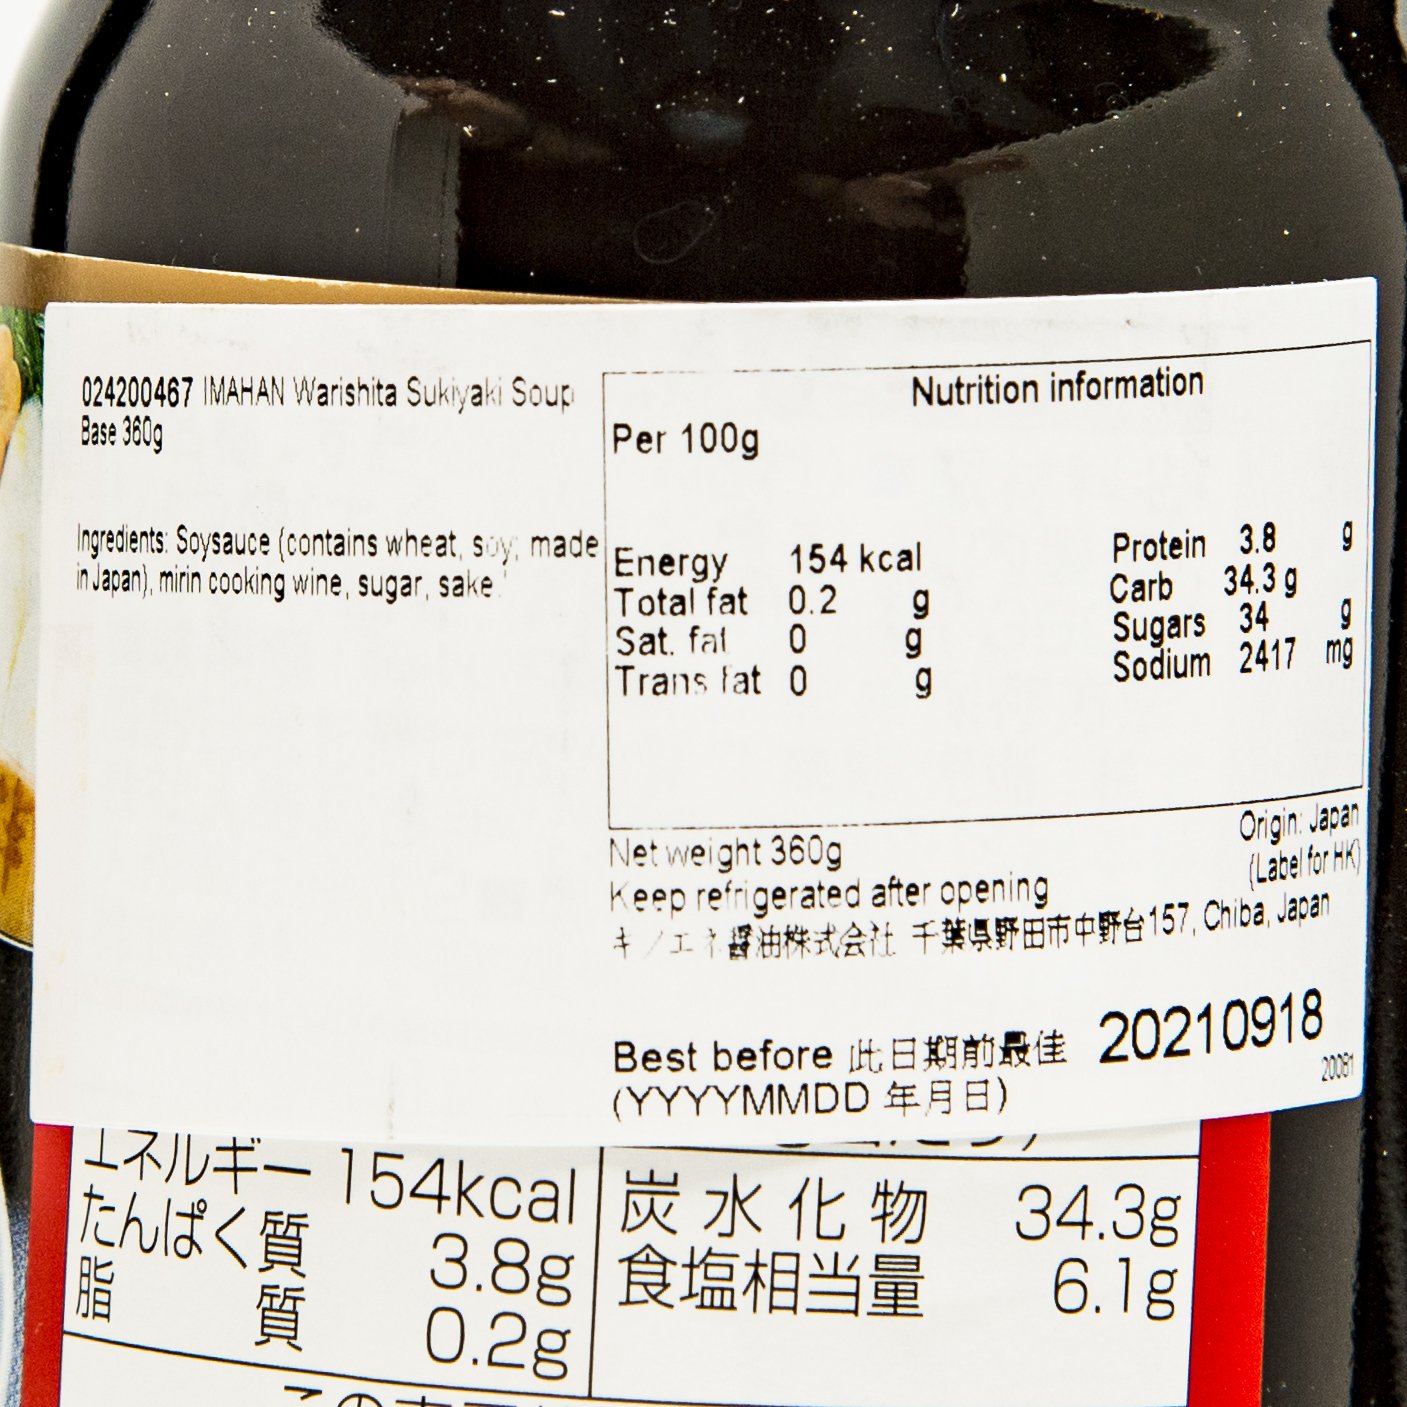 024200467 IMAHAN Warishita Sukiyaki Soup
Base 360g
Ingredients: Soysauce (contains wheat, soy; made
in Japan), mirin cooking wine, sugar, sake.
Nutrition information
Per 100g
Energy 154 kcal
Total fat 0.2 g
Sat. fat 0 g
Trans fat 0 g
Protein 3.8 g
Carb 34.3 g
Sugars 34 g
Sodium 2417 mg
Net weight 360g
Keep refrigerated after opening
Origin: Japan
(Label for HK)
キノエネ醤油株式会社 千葉県野田市中野台157, Chiba, Japan
Best before 此日期前最佳 20210918
(YYYYMMDD 年月日)
20081
エネルギー 154kcal
たんぱく質 3.8g
脂質 0.2g
炭水化物 34.3g
食塩相当量 6.1g